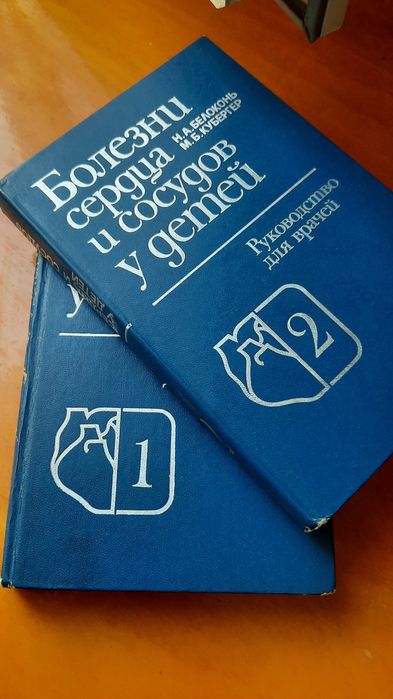 Н.А.БЕЛОКОНЬ
М.Б.КУБЕРГЕР
Болезни
сердца
и сосудов
у детей
Руководство
для врачей
2
у
1